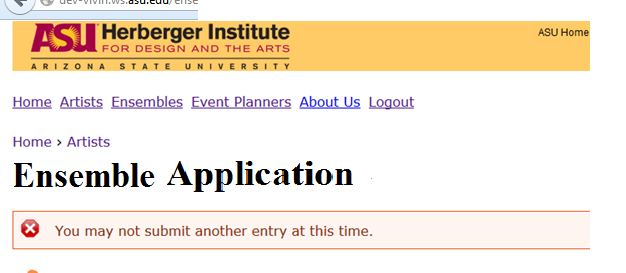 dev-vivin.ws.asu.edu/ense
ASU Herberger Institute
FOR DESIGN AND THE ARTS
ARIZONA STATE UNIVERSITY
ASU Home
Home Artists Ensembles Event Planners About Us Logout
Home › Artists
Ensemble Application
You may not submit another entry at this time.